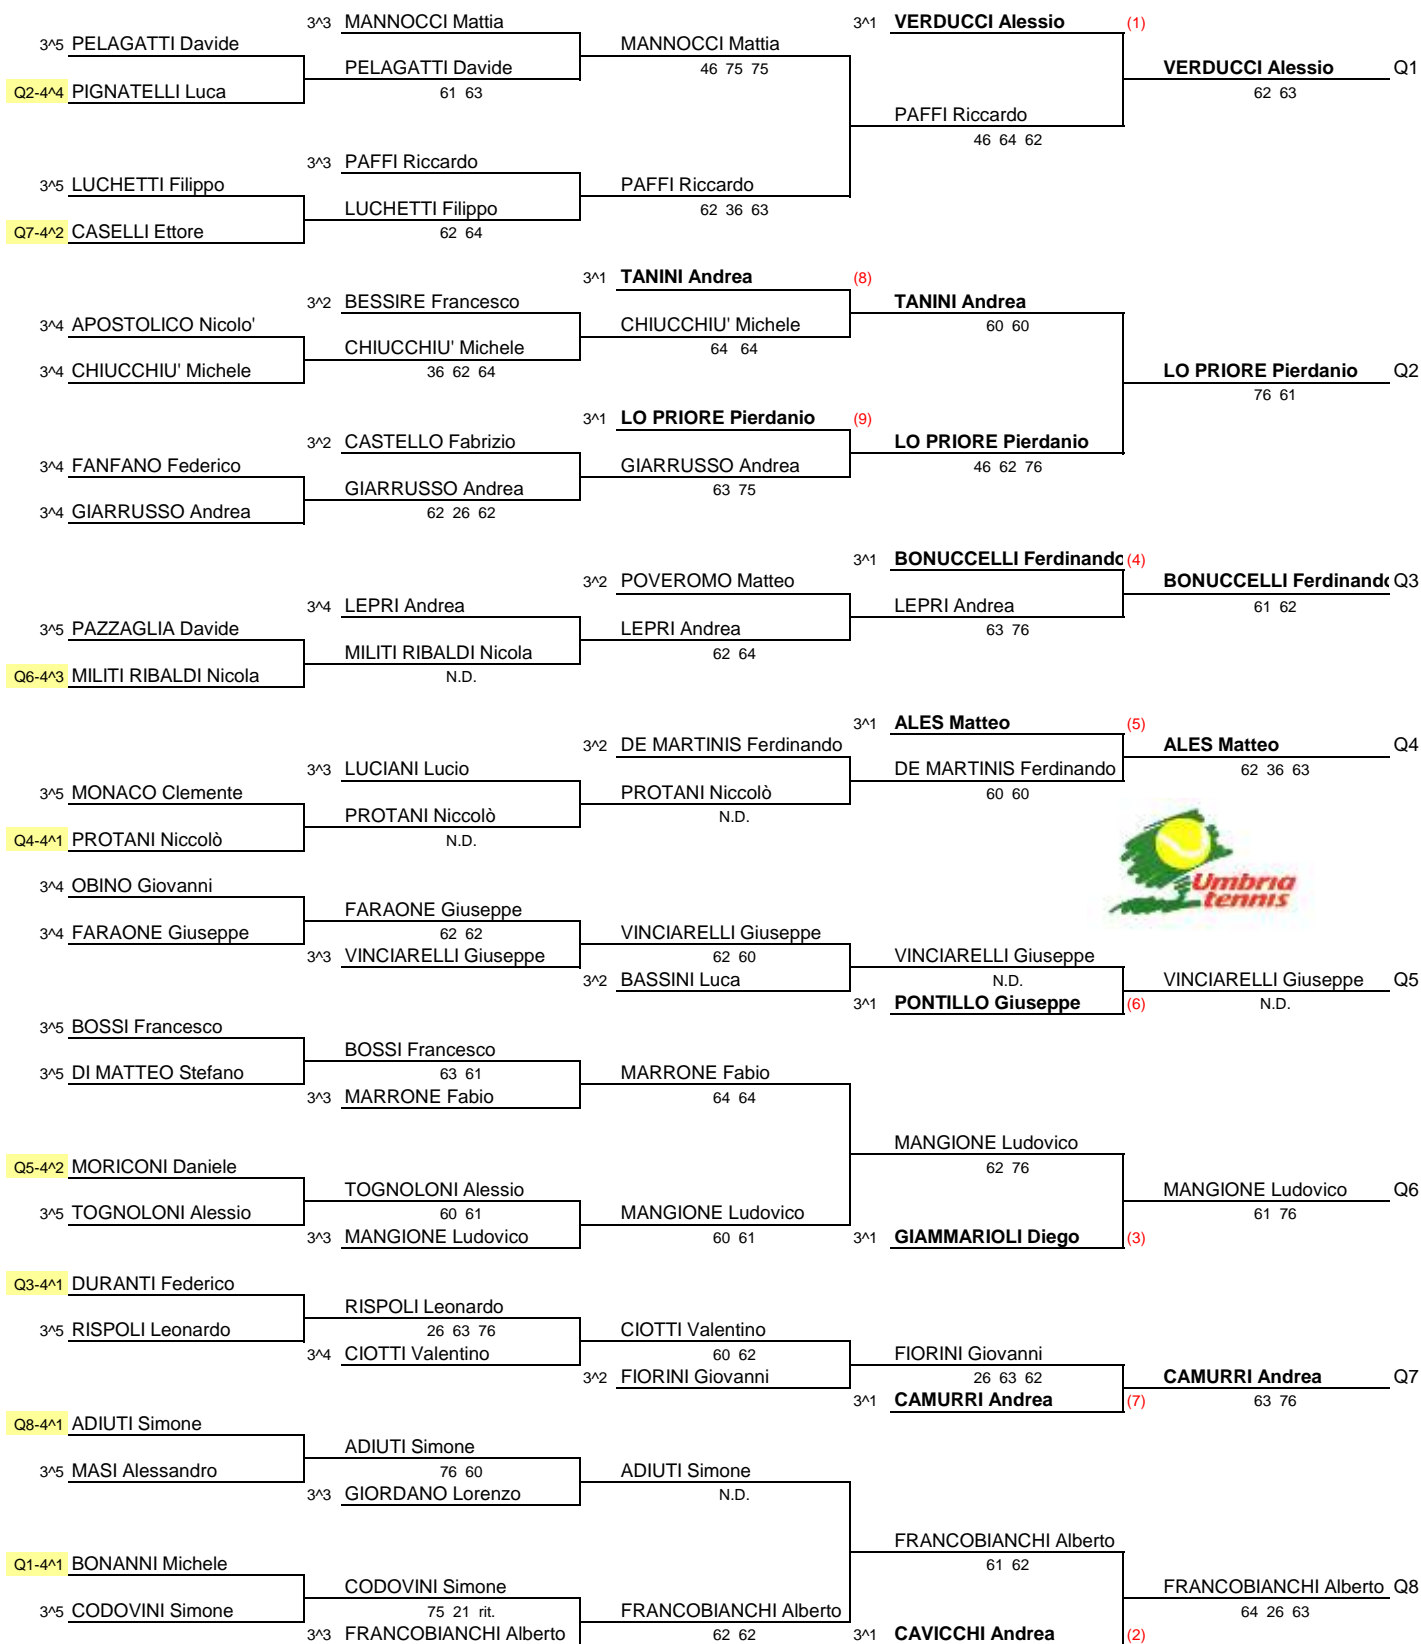 3^3 MANNOCCI Mattia 3^1 VERDUCCI Alessio (1)
3^5 PELAGATTI Davide MANNOCCI Mattia
PELAGATTI Davide 46 75 75 VERDUCCI Alessio Q1
Q2-4^4 PIGNATELLI Luca 61 63 62 63
PAFFI Riccardo
46 64 62
3^3 PAFFI Riccardo
3^5 LUCHETTI Filippo PAFFI Riccardo
LUCHETTI Filippo 62 36 63
Q7-4^2 CASELLI Ettore 62 64
3^1 TANINI Andrea (8)
3^2 BESSIRE Francesco TANINI Andrea
3^4 APOSTOLICO Nicolo' CHIUCCHIU' Michele 60 60
CHIUCCHIU' Michele 64 64
3^4 CHIUCCHIU' Michele 36 62 64 LO PRIORE Pierdanio Q2
76 61
3^1 LO PRIORE Pierdanio (9)
3^2 CASTELLO Fabrizio LO PRIORE Pierdanio
3^4 FANFANO Federico GIARRUSSO Andrea 46 62 76
GIARRUSSO Andrea 63 75
3^4 GIARRUSSO Andrea 62 26 62
3^1 BONUCCELLI Ferdinando (4)
3^2 POVEROMO Matteo BONUCCELLI Ferdinando Q3
3^4 LEPRI Andrea LEPRI Andrea 61 62
3^5 PAZZAGLIA Davide LEPRI Andrea 63 76
MILITI RIBALDI Nicola 62 64
Q6-4^3 MILITI RIBALDI Nicola N.D.
3^1 ALES Matteo (5)
3^2 DE MARTINIS Ferdinando ALES Matteo Q4
3^3 LUCIANI Lucio DE MARTINIS Ferdinando 62 36 63
3^5 MONACO Clemente PROTANI Niccolò 60 60
PROTANI Niccolò N.D.
Q4-4^1 PROTANI Niccolò N.D.
Umbria
tennis
3^4 OBINO Giovanni
FARAONE Giuseppe
3^4 FARAONE Giuseppe 62 62 VINCIARELLI Giuseppe
3^3 VINCIARELLI Giuseppe 62 60 VINCIARELLI Giuseppe
3^2 BASSINI Luca N.D. VINCIARELLI Giuseppe Q5
3^1 PONTILLO Giuseppe (6) N.D.
3^5 BOSSI Francesco
BOSSI Francesco
3^5 DI MATTEO Stefano 63 61 MARRONE Fabio
3^3 MARRONE Fabio 64 64
MANGIONE Ludovico
Q5-4^2 MORICONI Daniele 62 76
TOGNOLONI Alessio MANGIONE Ludovico Q6
3^5 TOGNOLONI Alessio 60 61 MANGIONE Ludovico 61 76
3^3 MANGIONE Ludovico 60 61 3^1 GIAMMARIOLI Diego (3)
Q3-4^1 DURANTI Federico
RISPOLI Leonardo
3^5 RISPOLI Leonardo 26 63 76 CIOTTI Valentino
3^4 CIOTTI Valentino 60 62 FIORINI Giovanni
3^2 FIORINI Giovanni 26 63 62 CAMURRI Andrea Q7
3^1 CAMURRI Andrea (7) 63 76
Q8-4^1 ADIUTI Simone
ADIUTI Simone
3^5 MASI Alessandro 76 60 ADIUTI Simone
3^3 GIORDANO Lorenzo N.D.
FRANCOBIANCHI Alberto
Q1-4^1 BONANNI Michele 61 62
CODOVINI Simone FRANCOBIANCHI Alberto Q8
3^5 CODOVINI Simone 75 21 rit. FRANCOBIANCHI Alberto 64 26 63
3^3 FRANCOBIANCHI Alberto 62 62 3^1 CAVICCHI Andrea (2)